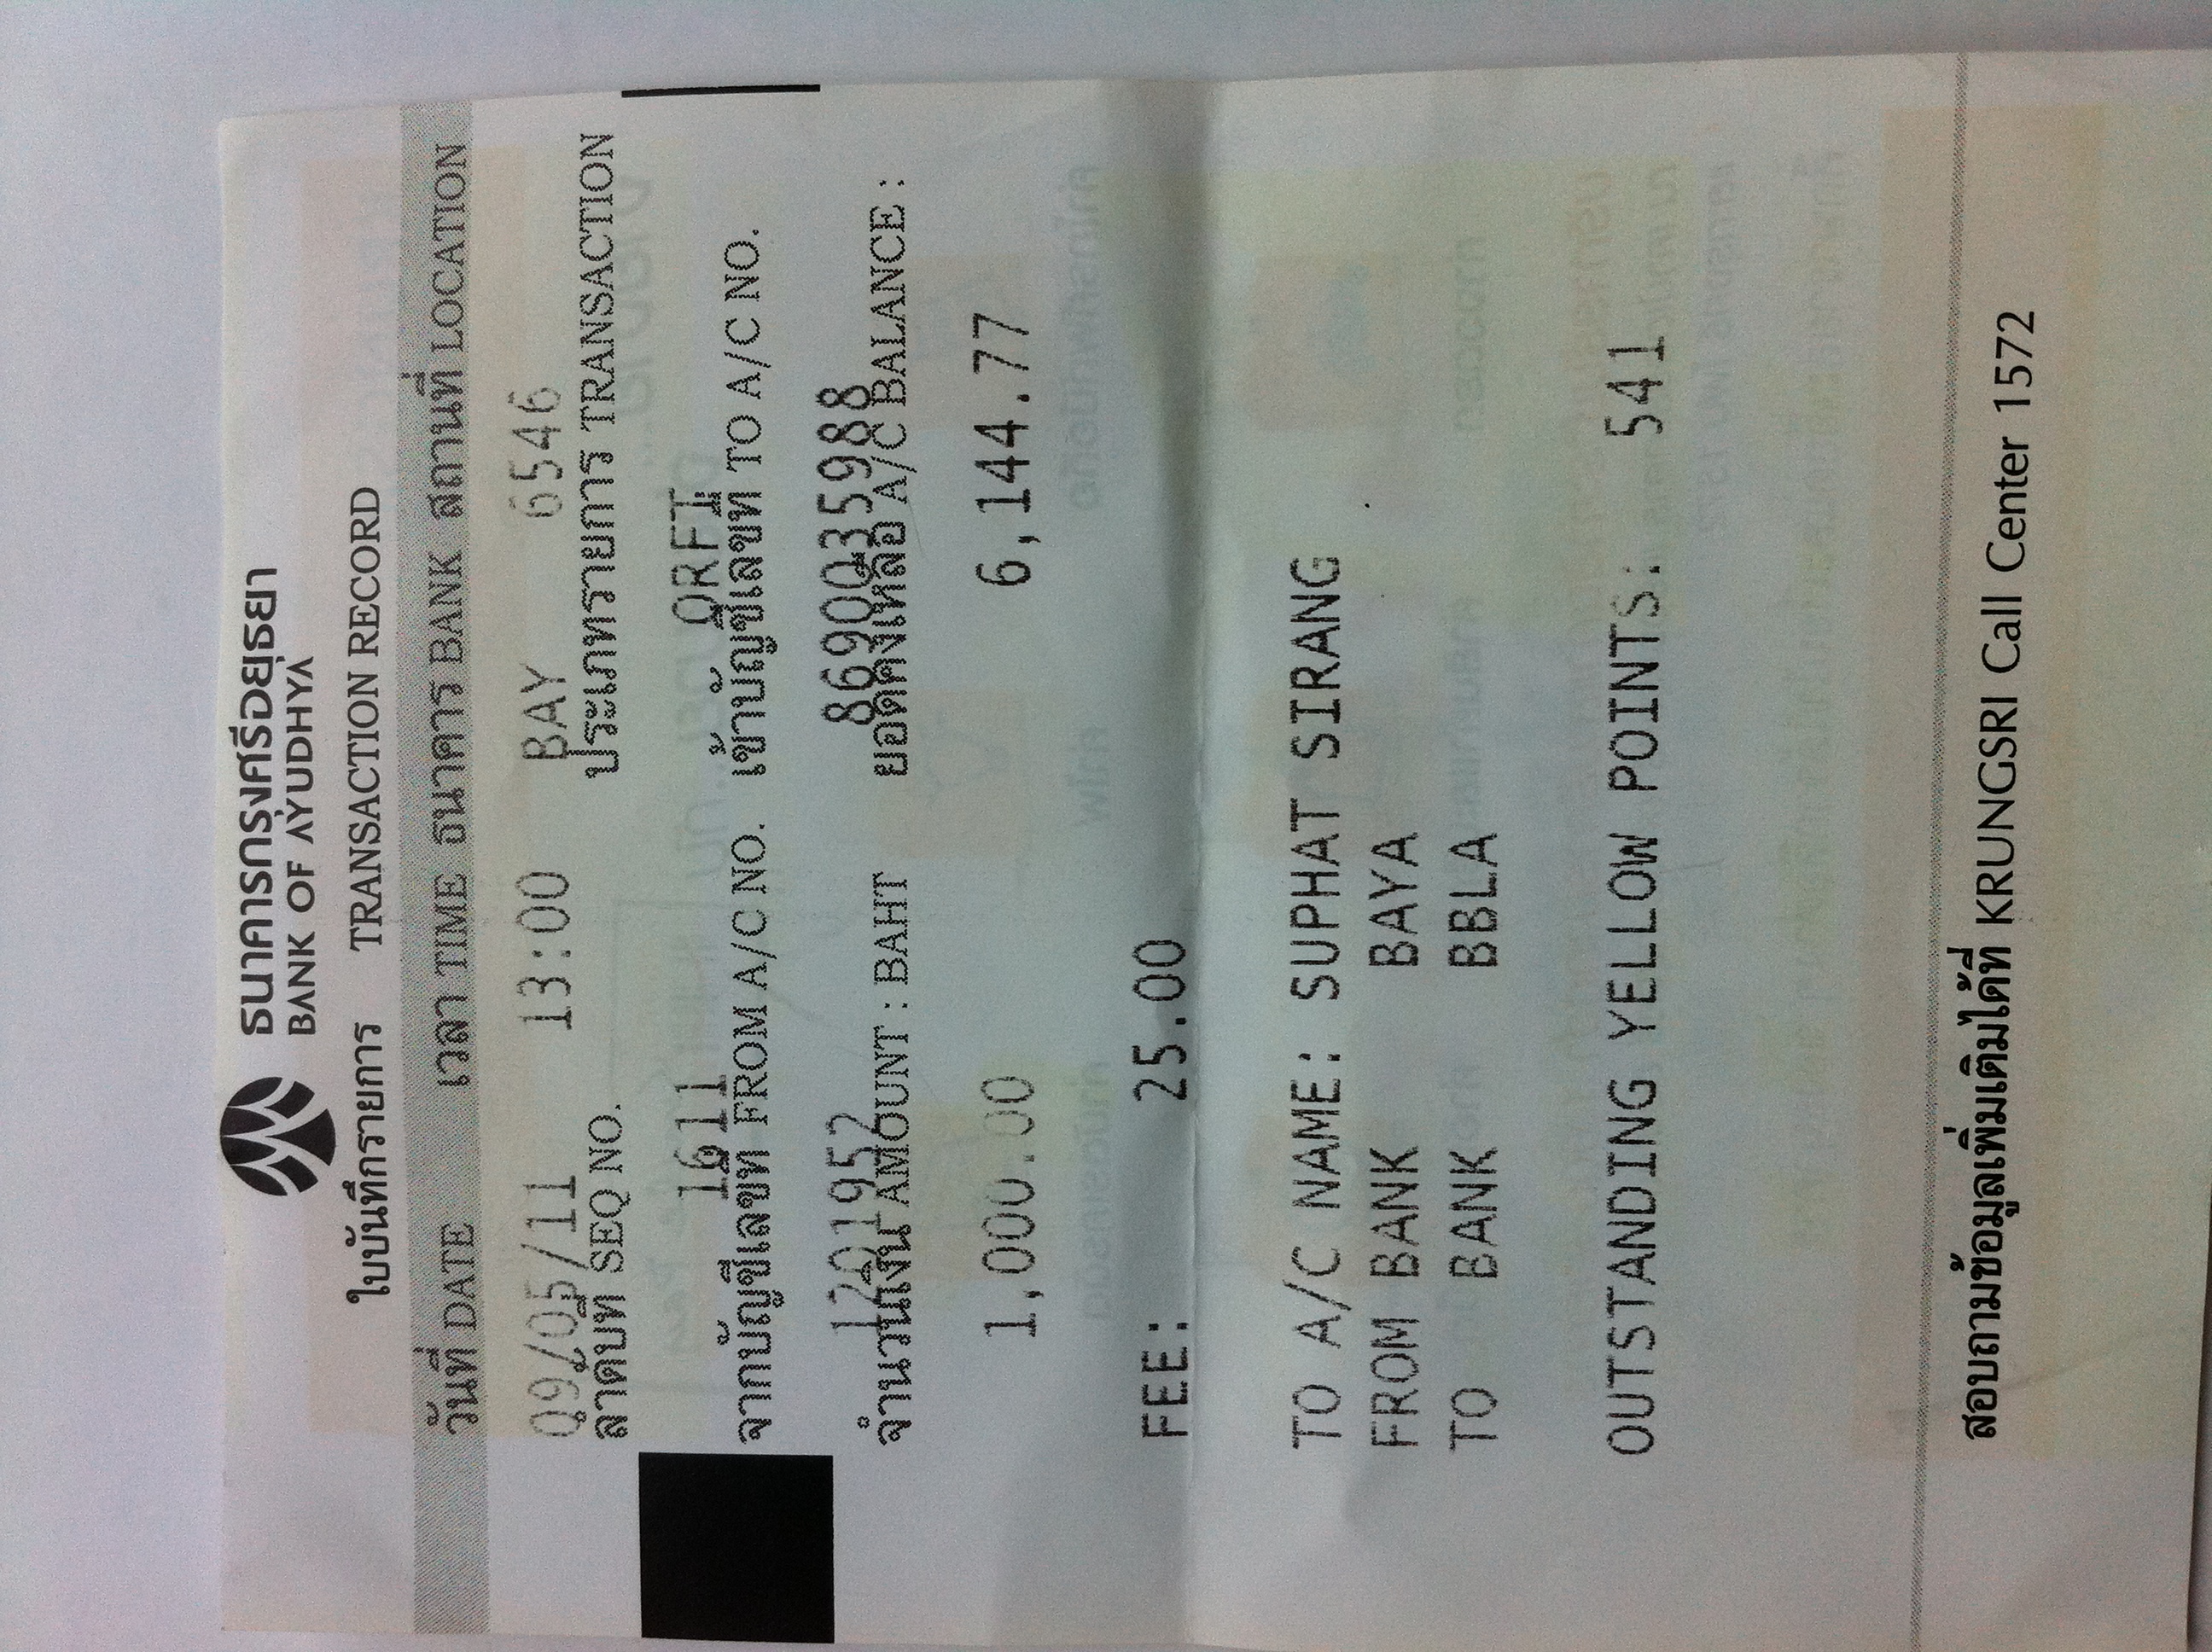 ธนาคารกรุงศรีอยุธยา
BANK OF AYUDHYA
ใบบันทึกรายการ TRANSACTION RECORD
วันที่ DATE เวลา TIME ธนาคาร BANK สถานที่ LOCATION
09/05/11 13:00 BAY 6546
ลำดับที่ SEQ NO. ประเภทรายการ TRANSACTION
1611 ORFT
จากบัญชีเลขที่ FROM A/C NO. เข้าบัญชีเลขที่ TO A/C NO.
1201952 8690035988
จำนวนเงิน AMOUNT : BAHT ยอดคงเหลือ A/C BALANCE :
1,000.00 6,144.77
FEE: 25.00
TO A/C NAME: SUPHAT SIRANG
FROM BANK BAYA
TO BANK BBLA
OUTSTANDING YELLOW POINTS: 541
สอบถามข้อมูลเพิ่มเติมได้ที่ KRUNGSRI Call Center 1572